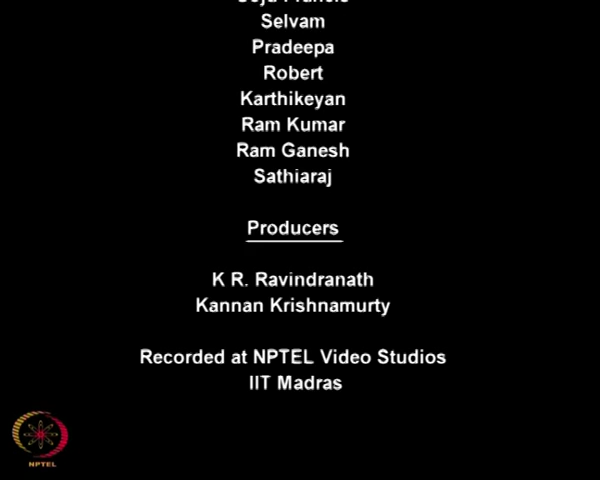 Selvam
Pradeepa
Robert
Karthikeyan
Ram Kumar
Ram Ganesh
Sathiaraj
Producers
K R. Ravindranath
Kannan Krishnamurty
Recorded at NPTEL Video Studios
IIT Madras
NPTEL